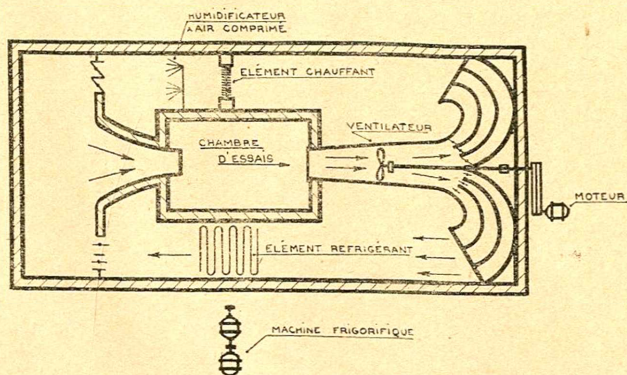 HUMIDIFICATEUR
A AIR COMPRIMÉ
ELÉMENT CHAUFFANT
VENTILATEUR
CHAMBRE
D'ESSAIS
MOTEUR
ELÉMENT REFRIGÉRANT
MACHINE FRIGORIFIQUE